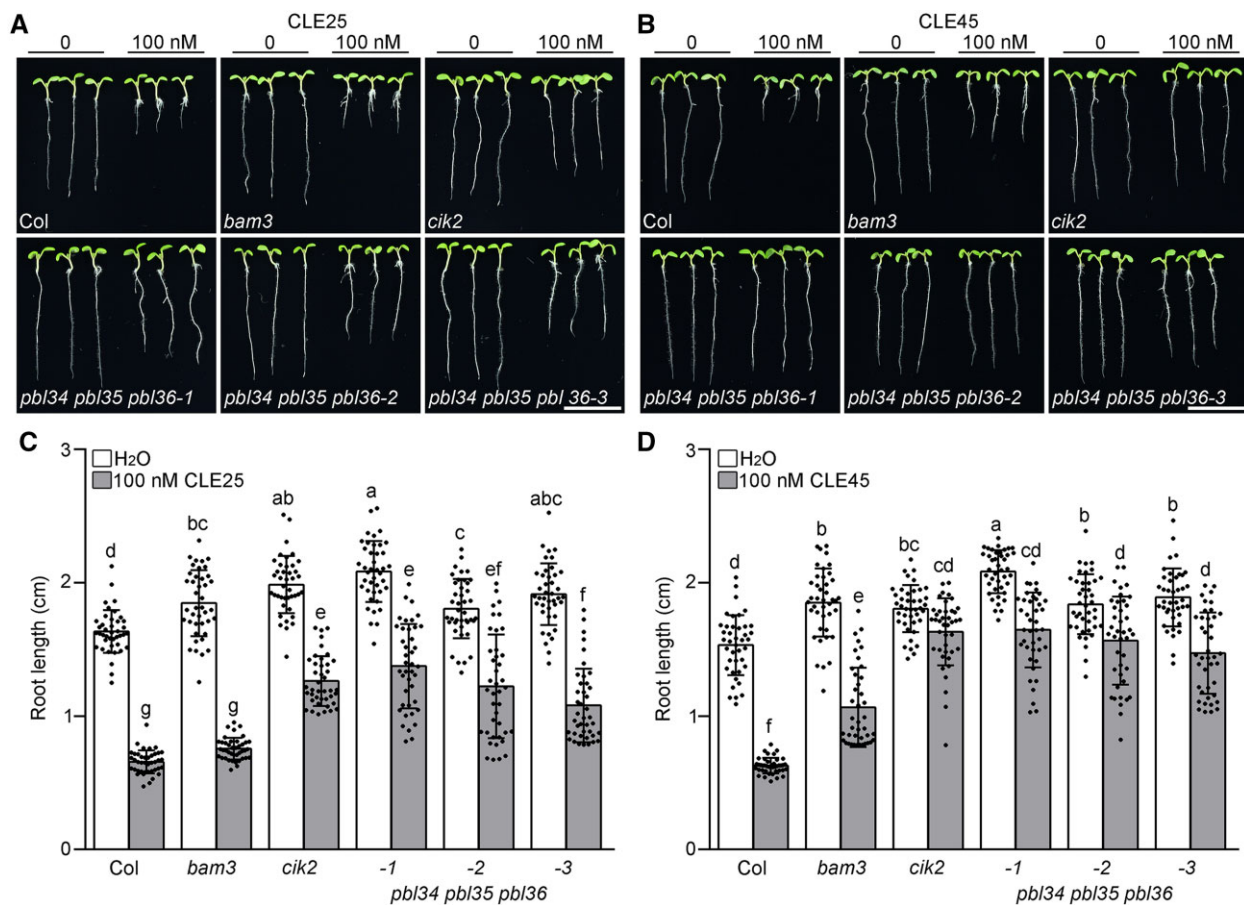 A
CLE25
0 100 nM 0 100 nM 0 100 nM
Col bam3 cik2
pbl34 pbl35 pbl36-1 pbl34 pbl35 pbl36-2 pbl34 pbl35 pbl 36-3
B
CLE45
0 100 nM 0 100 nM 0 100 nM
Col bam3 cik2
pbl34 pbl35 pbl36-1 pbl34 pbl35 pbl36-2 pbl34 pbl35 pbl36-3
C
H2O
100 nM CLE25
Root length (cm)
3
2
1
0
d g bc g ab e a e c ef abc f
Col bam3 cik2 -1 -2 -3
pbl34 pbl35 pbl36
D
H2O
100 nM CLE45
Root length (cm)
3
2
1
0
d f b e bc cd a cd b d b d
Col bam3 cik2 -1 -2 -3
pbl34 pbl35 pbl36